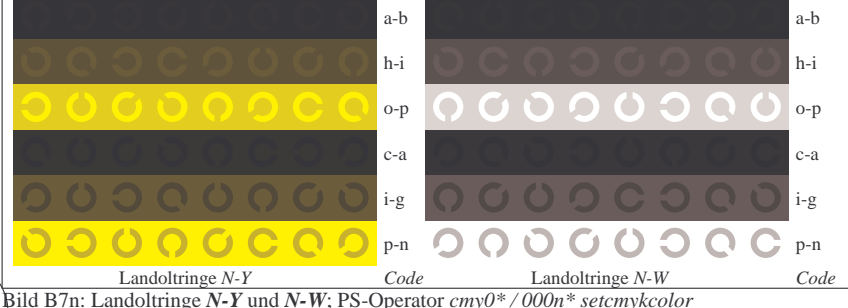 a-b a-b
h-i h-i
o-p o-p
c-a c-a
i-g i-g
p-n p-n
Landoltringe N-Y Code Landoltringe N-W Code
Bild B7n: Landoltringe N-Y und N-W; PS-Operator cmy0* / 000n* setcmykcolor